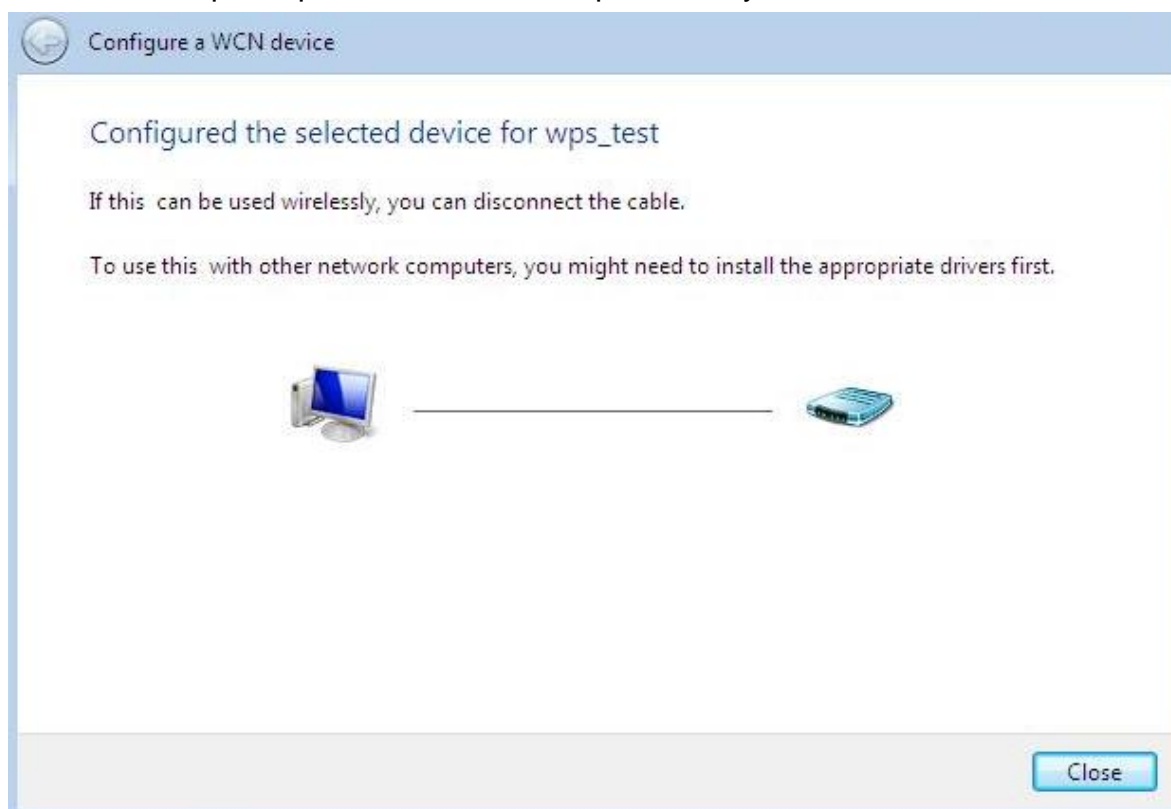 Configure a WCN device
Configured the selected device for wps_test
If this can be used wirelessly, you can disconnect the cable.
To use this with other network computers, you might need to install the appropriate drivers first.
Close